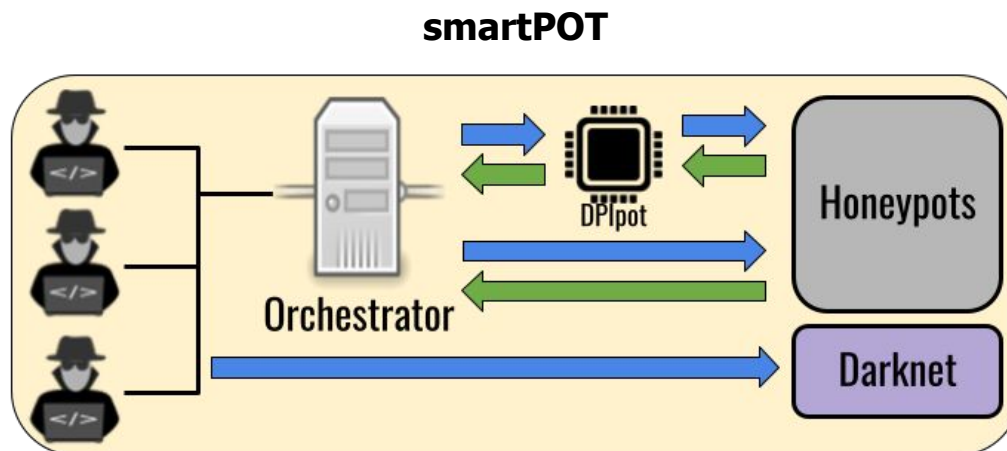 smartPOT
</>
</>
</>
DPIpot
Orchestrator
Honeypots
Darknet